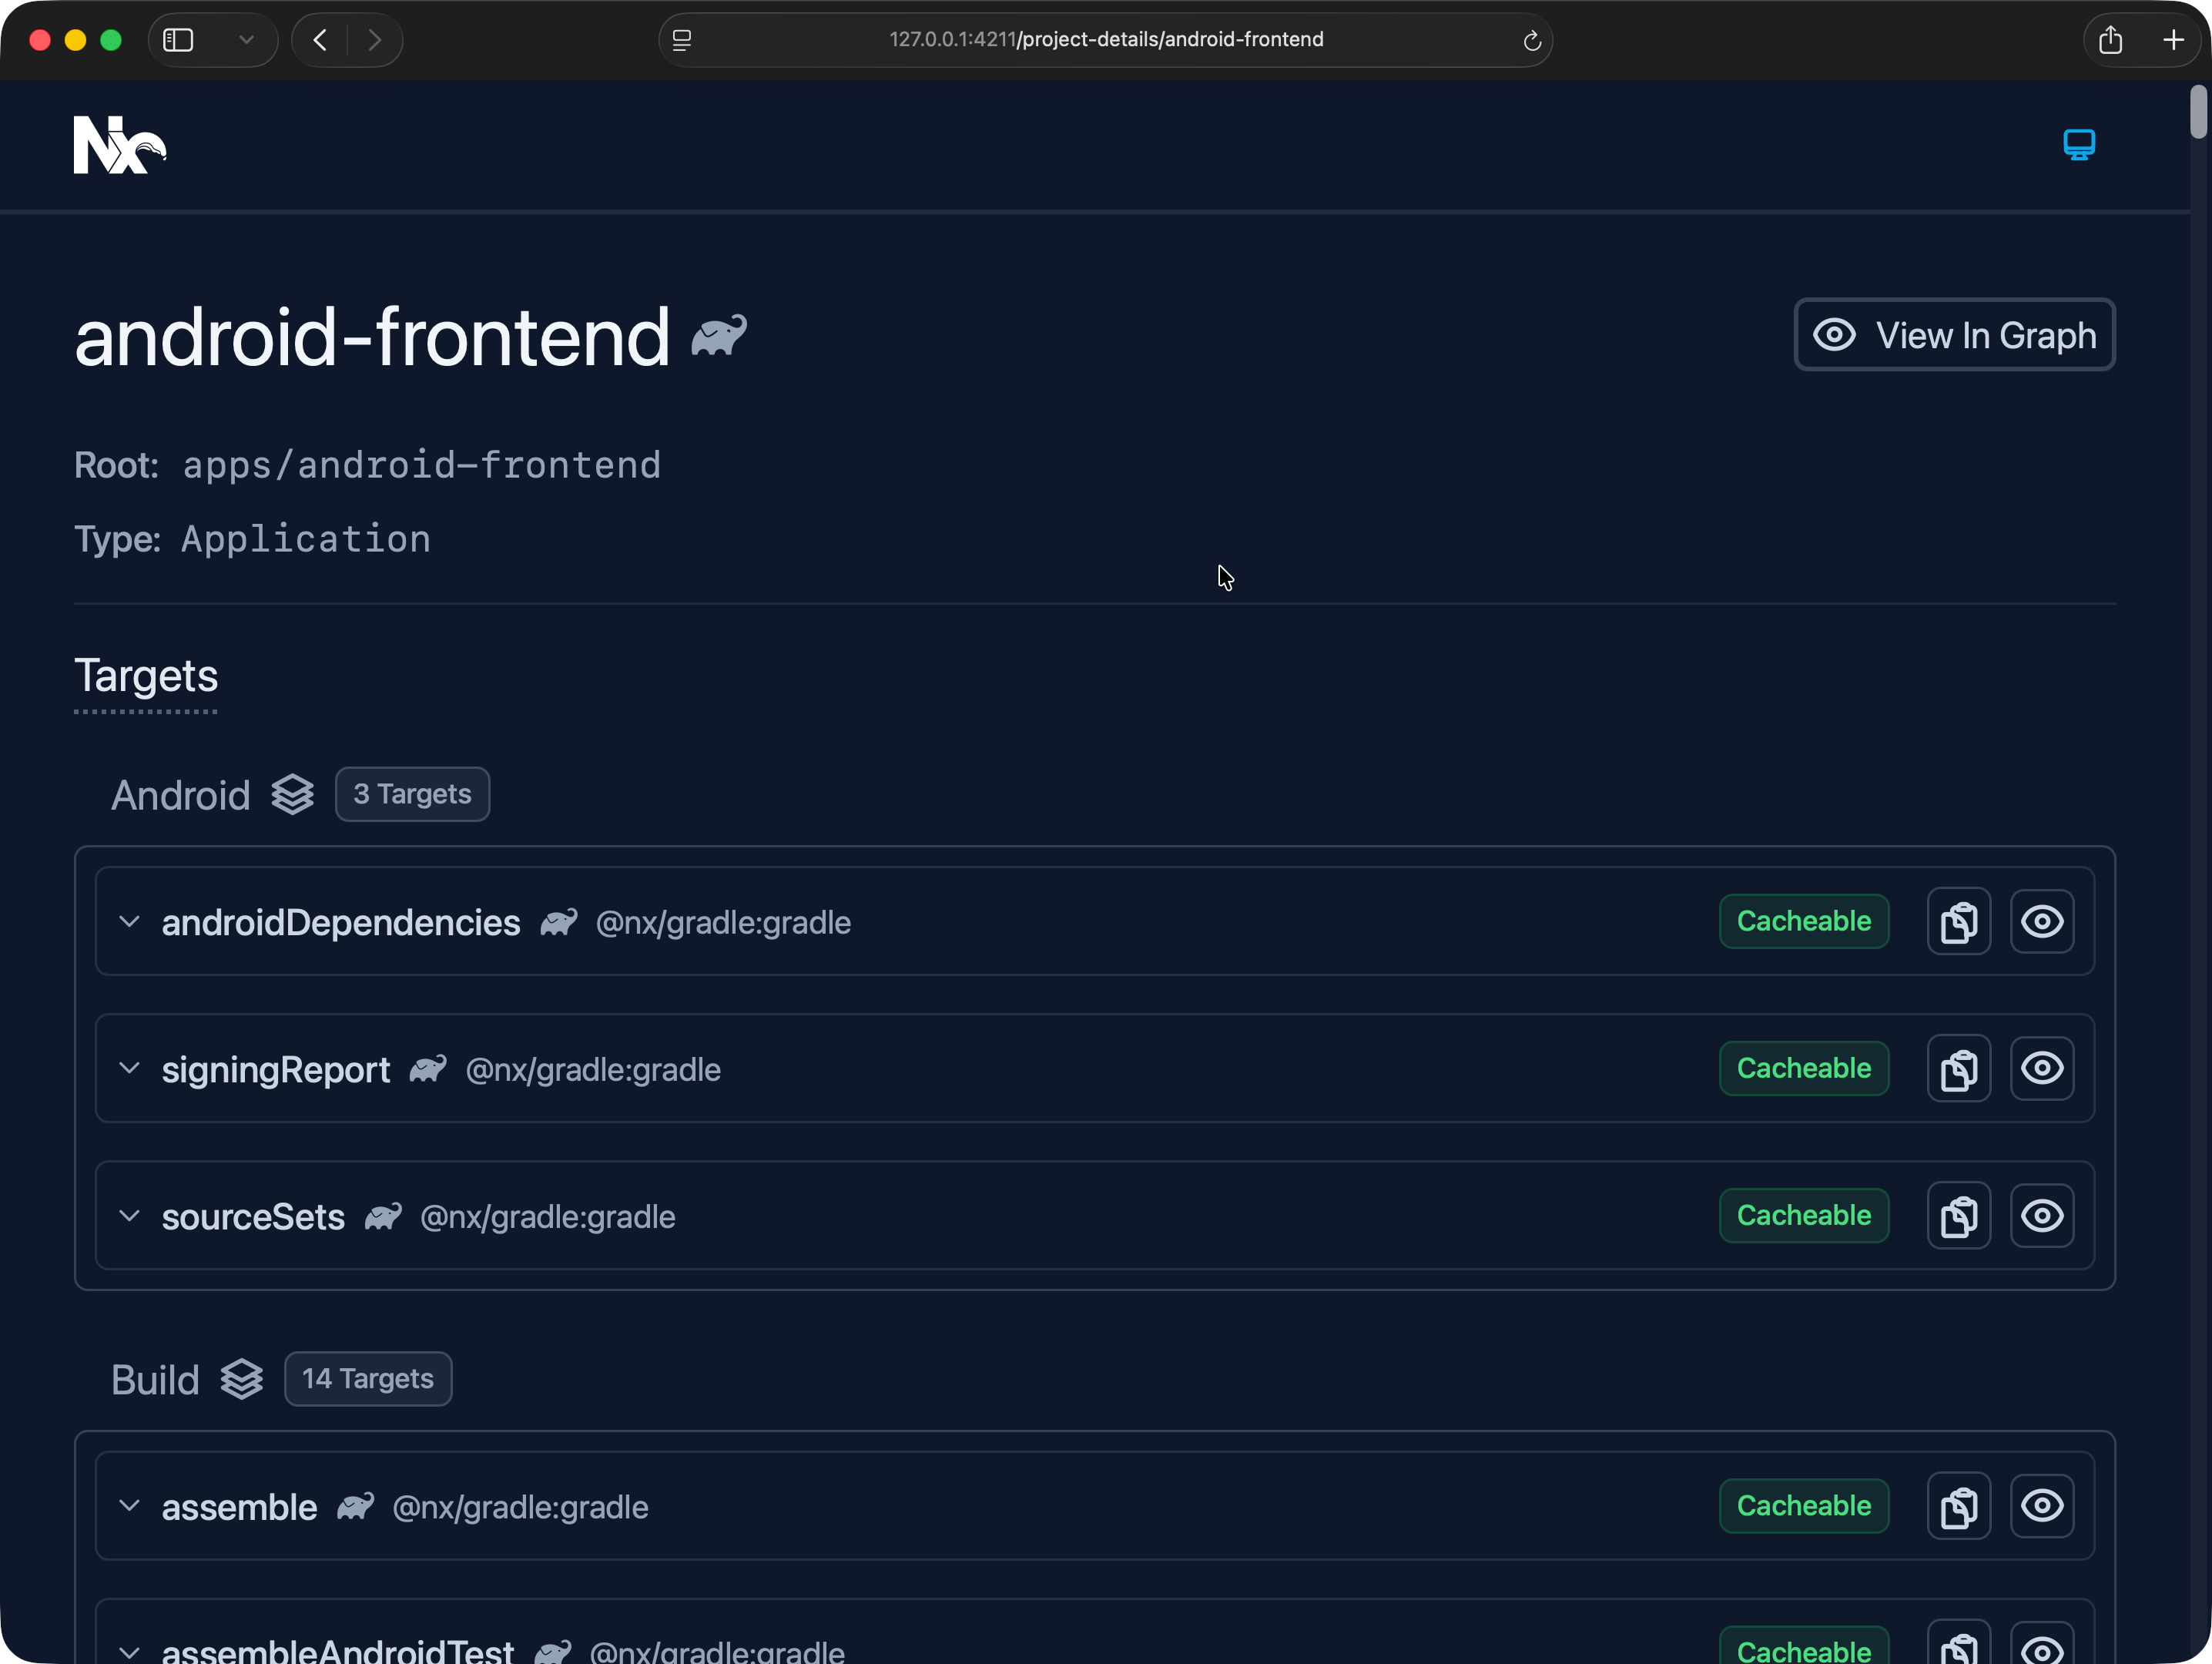 127.0.0.1:4211/project-details/android-frontend
Nx
android-frontend
View In Graph
Root: apps/android-frontend
Type: Application
Targets
Android 3 Targets
androidDependencies @nx/gradle:gradle Cacheable
signingReport @nx/gradle:gradle Cacheable
sourceSets @nx/gradle:gradle Cacheable
Build 14 Targets
assemble @nx/gradle:gradle Cacheable
assembleAndroidTest @nx/gradle:gradle Cacheable